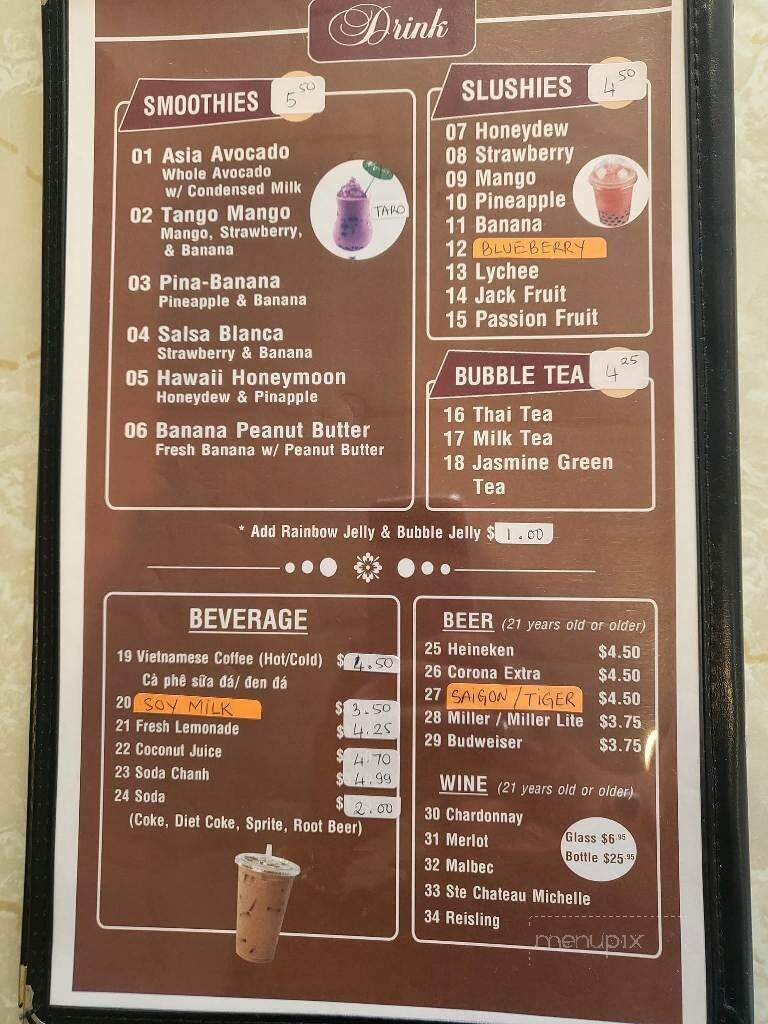 Drink
SMOOTHIES 5 50
01 Asia Avocado
Whole Avocado
w/ Condensed Milk
02 Tango Mango
Mango, Strawberry,
& Banana
TARO
03 Pina-Banana
Pineapple & Banana
04 Salsa Blanca
Strawberry & Banana
05 Hawaii Honeymoon
Honeydew & Pinapple
06 Banana Peanut Butter
Fresh Banana w/ Peanut Butter
SLUSHIES 4 50
07 Honeydew
08 Strawberry
09 Mango
10 Pineapple
11 Banana
12 BLUEBERRY
13 Lychee
14 Jack Fruit
15 Passion Fruit
BUBBLE TEA 4 25
16 Thai Tea
17 Milk Tea
18 Jasmine Green
Tea
* Add Rainbow Jelly & Bubble Jelly $ 1.00
BEVERAGE
19 Vietnamese Coffee (Hot/Cold) $ 4.50
Cà phê sữa đá/ đen đá
20 SOY MILK $ 3.50
21 Fresh Lemonade $ 4.25
22 Coconut Juice $ 4.70
23 Soda Chanh $ 4.99
24 Soda $ 2.00
(Coke, Diet Coke, Sprite, Root Beer)
BEER (21 years old or older)
25 Heineken $4.50
26 Corona Extra $4.50
27 SAIGON/TIGER $4.50
28 Miller / Miller Lite $3.75
29 Budweiser $3.75
WINE (21 years old or older)
30 Chardonnay
31 Merlot
32 Malbec
33 Ste Chateau Michelle
34 Reisling
Glass $6.95
Bottle $25.95
menupix